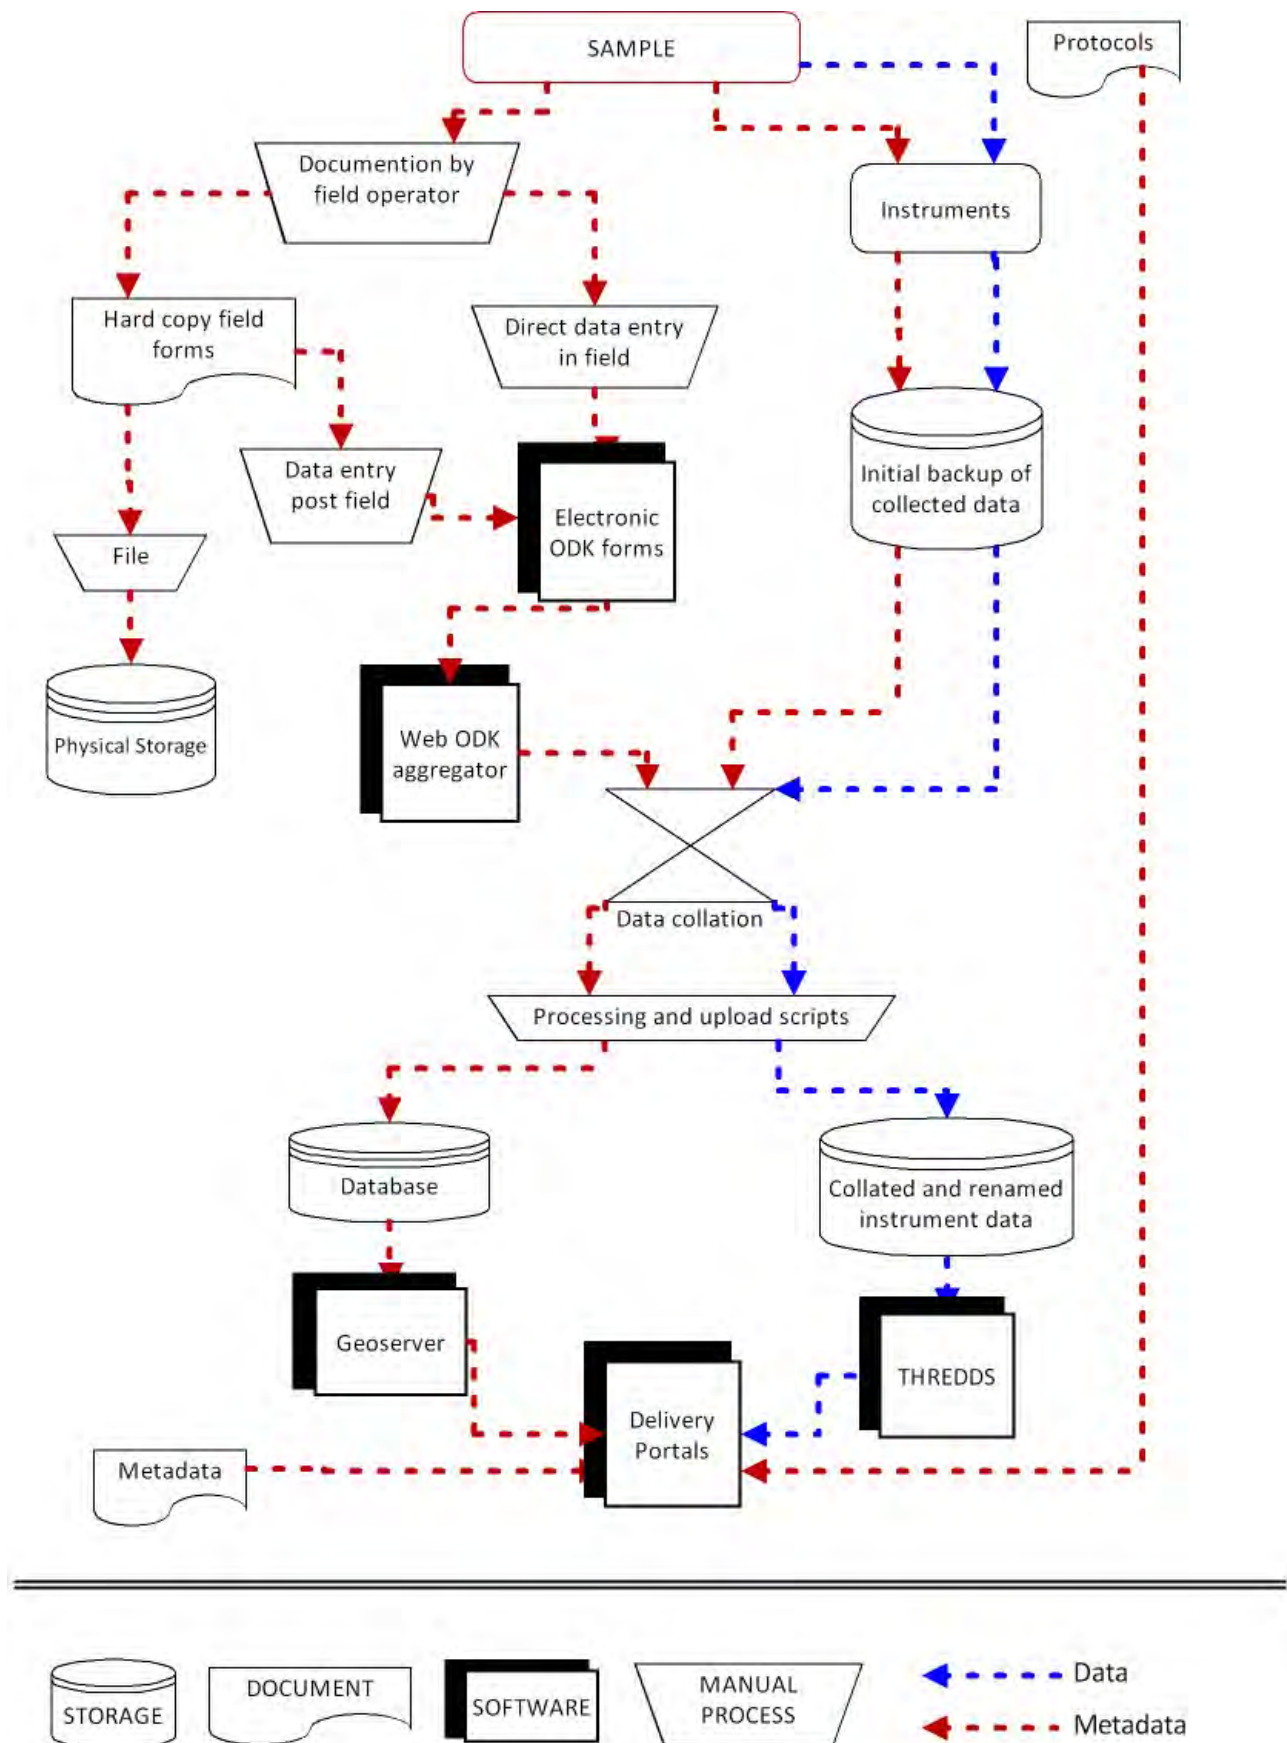 SAMPLE
Protocols
Documention by
field operator
Instruments
Hard copy field
forms
Direct data entry
in field
Data entry
post field
Initial backup of
collected data
Electronic
ODK forms
File
Physical Storage
Web ODK
aggregator
Data collation
Processing and upload scripts
Database
Collated and renamed
instrument data
Geoserver
THREDDS
Delivery
Portals
Metadata
STORAGE
DOCUMENT
SOFTWARE
MANUAL
PROCESS
Data
Metadata